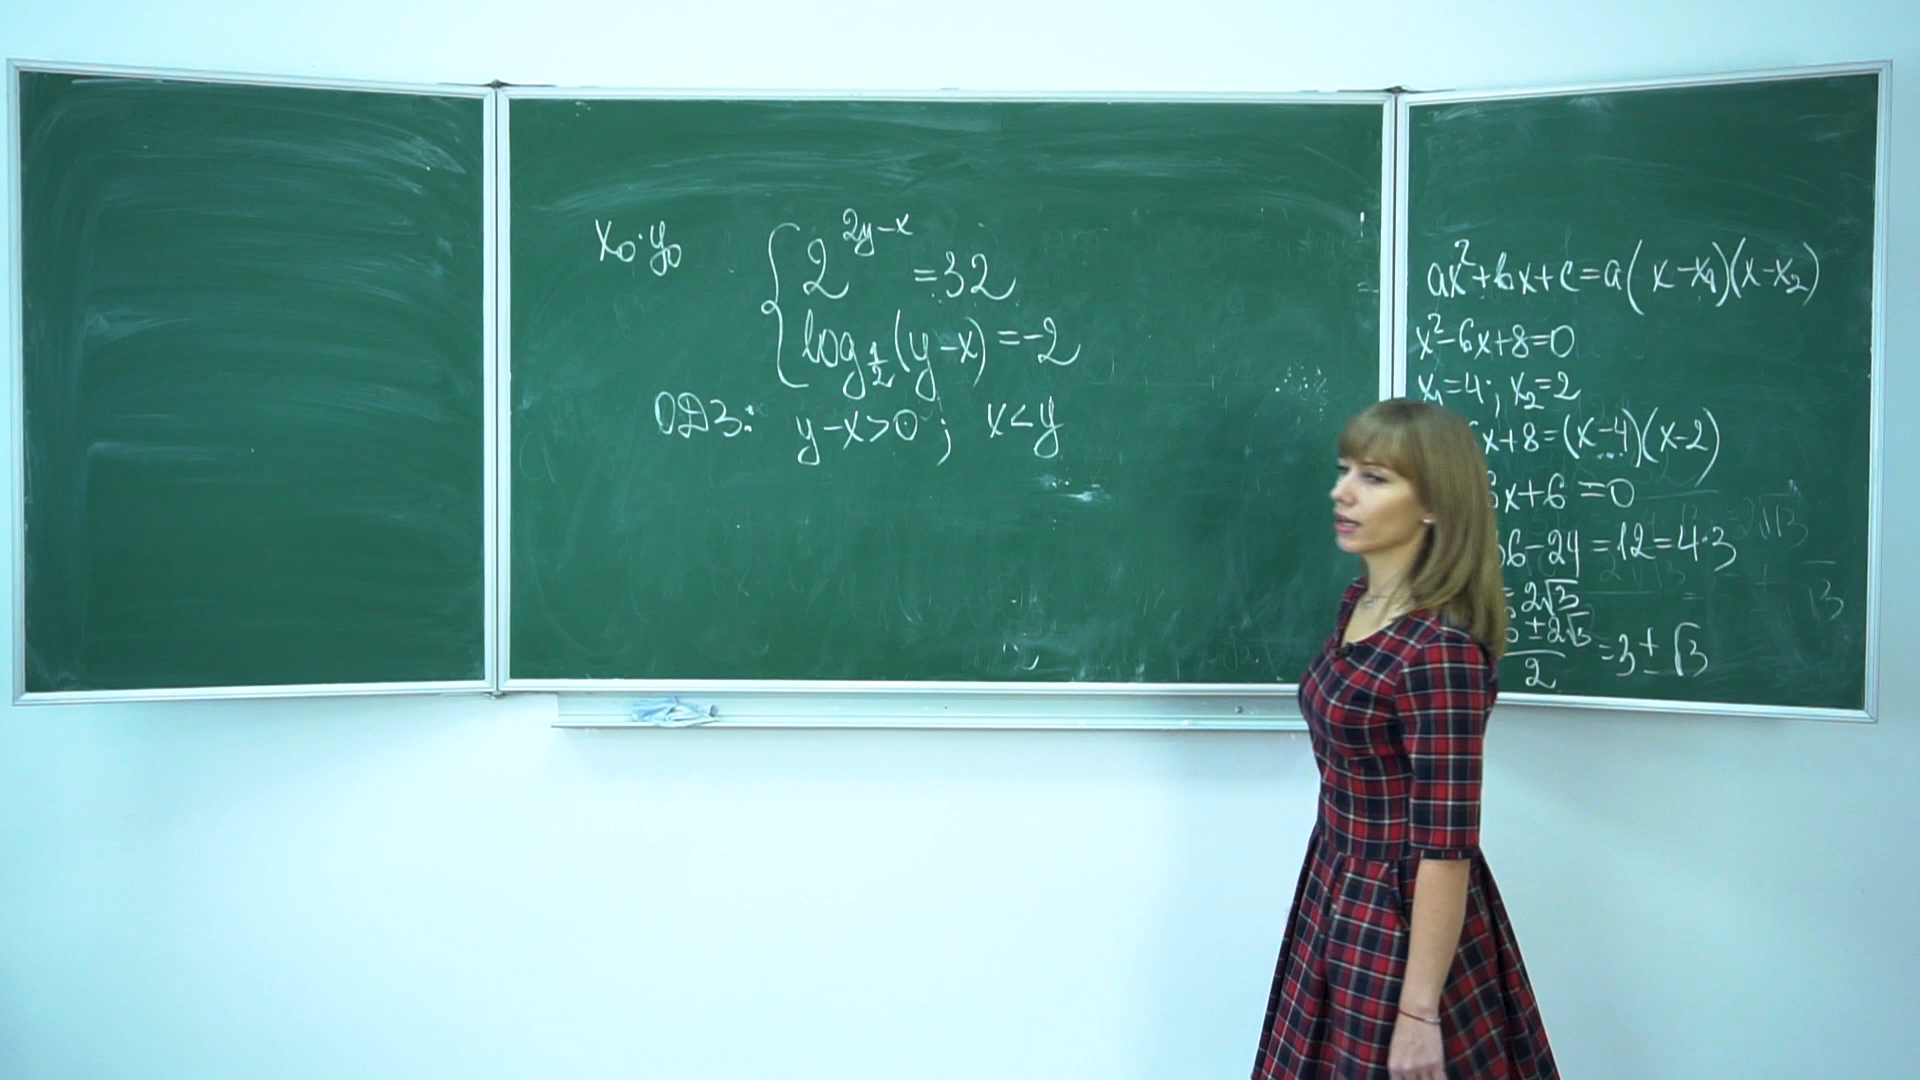 x₀·y₀
{ 2^(2y-x) = 32
log_(1/2) (y-x) = -2
ОДЗ: y-x>0 ; x<y
ax²+bx+c=a(x-x₁)(x-x₂)
x²-6x+8=0
x₁=4; x₂=2
x+8=(x-4)(x-2)
x+6=0
6-24=12=4·3
=2√3
±2√3
2
=3±√3